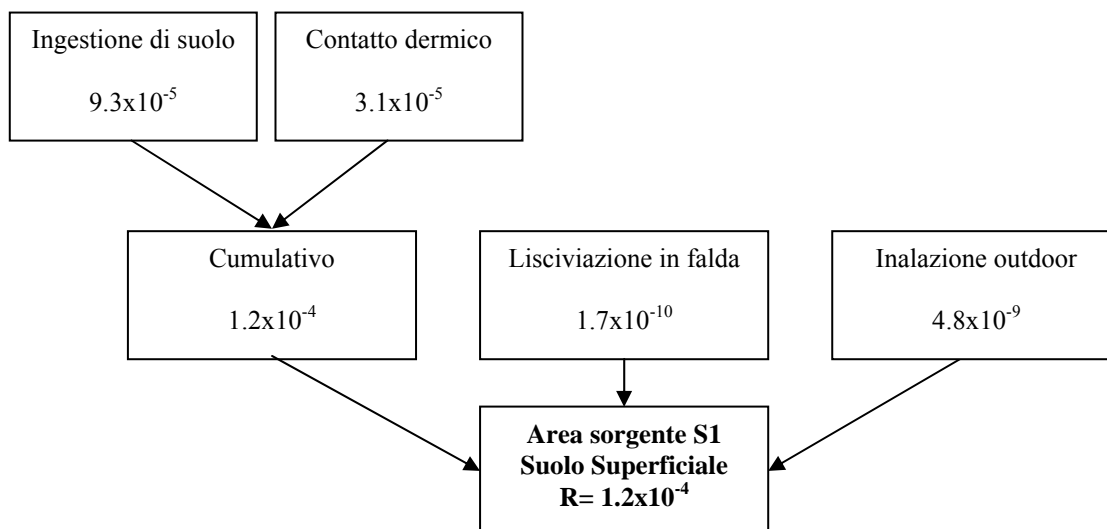 Ingestione di suolo
9.3x10⁻⁵
Contatto dermico
3.1x10⁻⁵
Cumulativo
1.2x10⁻⁴
Lisciviazione in falda
1.7x10⁻¹⁰
Inalazione outdoor
4.8x10⁻⁹
Area sorgente S1
Suolo Superficiale
R= 1.2x10⁻⁴